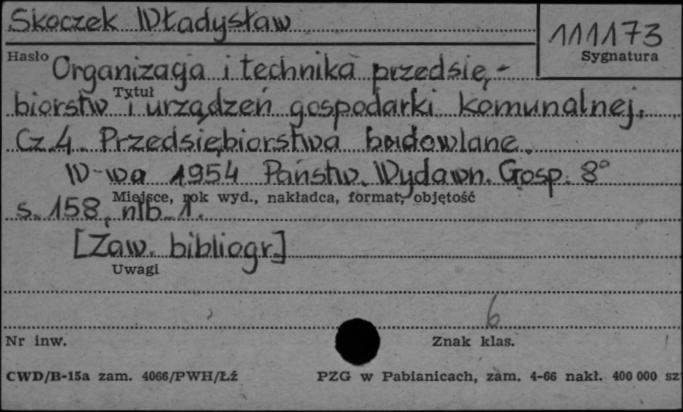 Skoczek Władysław
111173
Hasło
Sygnatura
Organizacja i technika przedsię-
Tytuł
biorstw i urządzeń gospodarki komunalnej.
Cz. 4. Przedsiębiorstwa budowlane.
W-wa 1954 Państw. Wydawn. Gosp. 8°
Miejsce, rok wyd., nakładca, format, objętość
s. 158, nlb. 1.
[Zaw. bibliogr.]
Uwagi
6
Nr inw.
Znak klas.
CWD/B-15a zam. 4066/PWH/Łź
PZG w Pabianicach, zam. 4-66 nakł. 400 000 sz